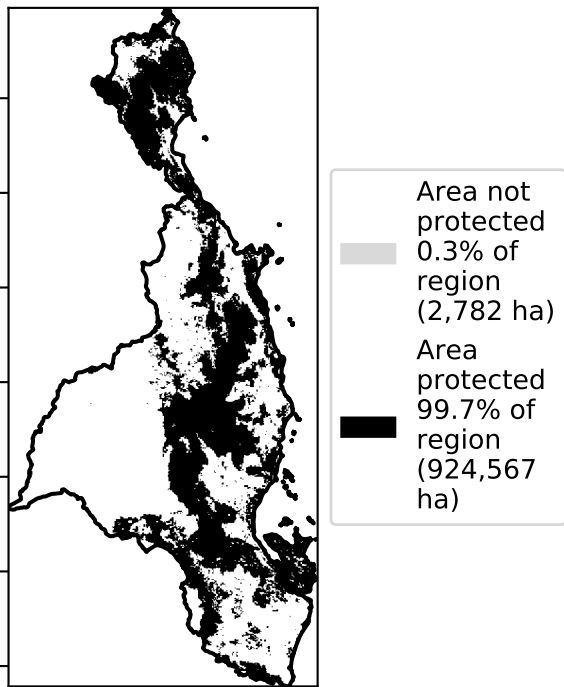 Area not
protected
0.3% of
region
(2,782 ha)
Area
protected
99.7% of
region
(924,567
ha)